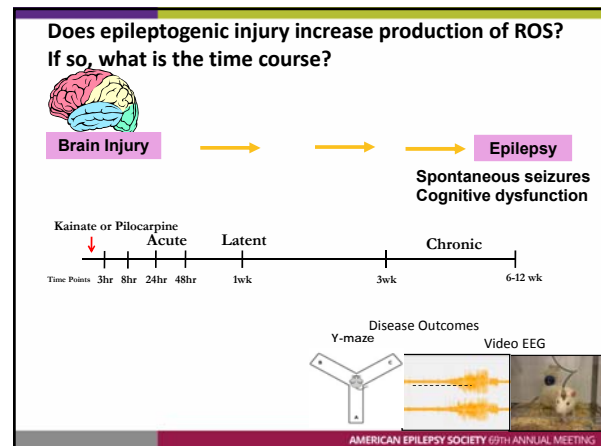 Does epileptogenic injury increase production of ROS?
If so, what is the time course?
Brain Injury
Epilepsy
Spontaneous seizures
Cognitive dysfunction
Kainate or Pilocarpine
Acute
Latent
Chronic
Time Points 3hr 8hr 24hr 48hr 1wk 3wk 6-12 wk
Disease Outcomes
Y-maze
Video EEG
B
C
A
AMERICAN EPILEPSY SOCIETY 69TH ANNUAL MEETING